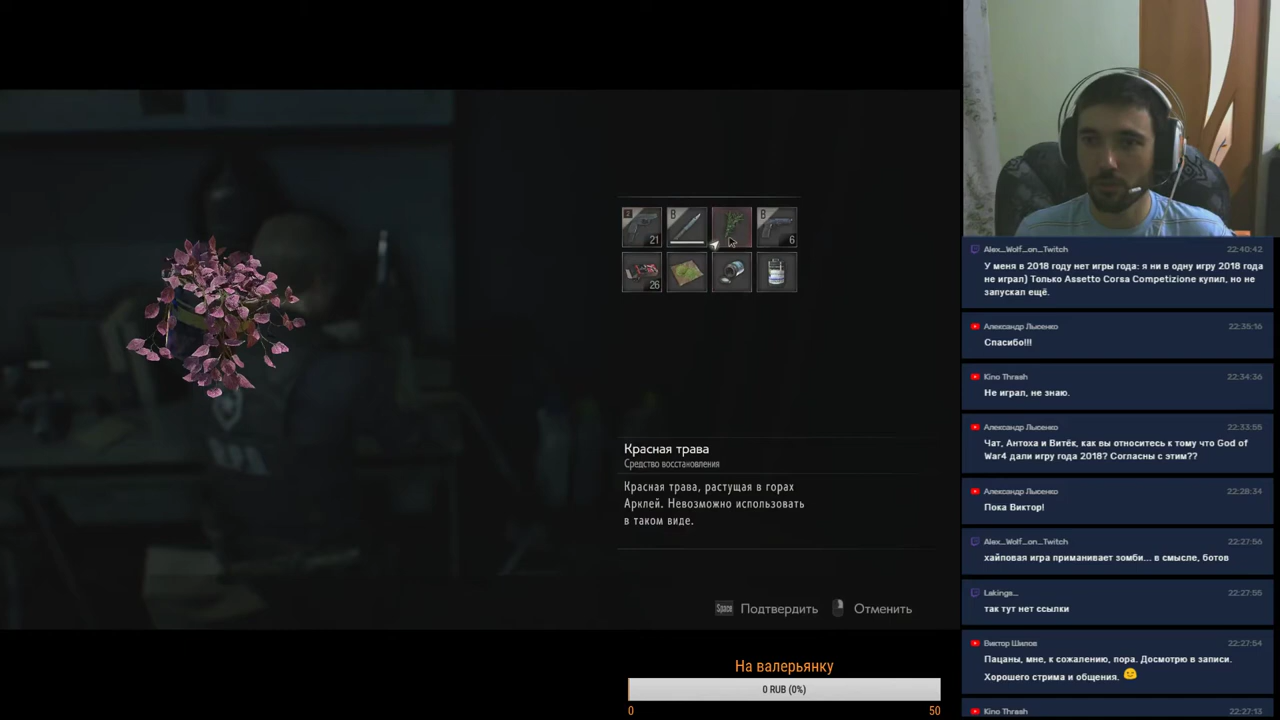 21
B
B
6
26
Красная трава
Средство восстановления
Красная трава, растущая в горах
Арклей. Невозможно использовать
в таком виде.
Space Подтвердить
Отменить
На валерьянку
0 RUB (0%)
0
50
Alex_Wolf_on_Twitch 22:40:42
У меня в 2018 году нет игры года: я ни в одну игру 2018 года
не играл) Только Assetto Corsa Competizione купил, но не
запускал ещё.
Александр Лысенко 22:35:16
Спасибо!!!
Kino Thrash 22:34:36
Не играл, не знаю.
Александр Лысенко 22:33:55
Чат, Антоха и Витёк, как вы относитесь к тому что God of
War4 дали игру года 2018? Согласны с этим??
Александр Лысенко 22:28:34
Пока Виктор!
Alex_Wolf_on_Twitch 22:27:56
хайповая игра приманивает зомби... в смысле, ботов
Lakings_ 22:27:55
так тут нет ссылки
Виктор Шилов 22:27:54
Пацаны, мне, к сожалению, пора. Досмотрю в записи.
Хорошего стрима и общения.
Kino Thrash 22:27:13